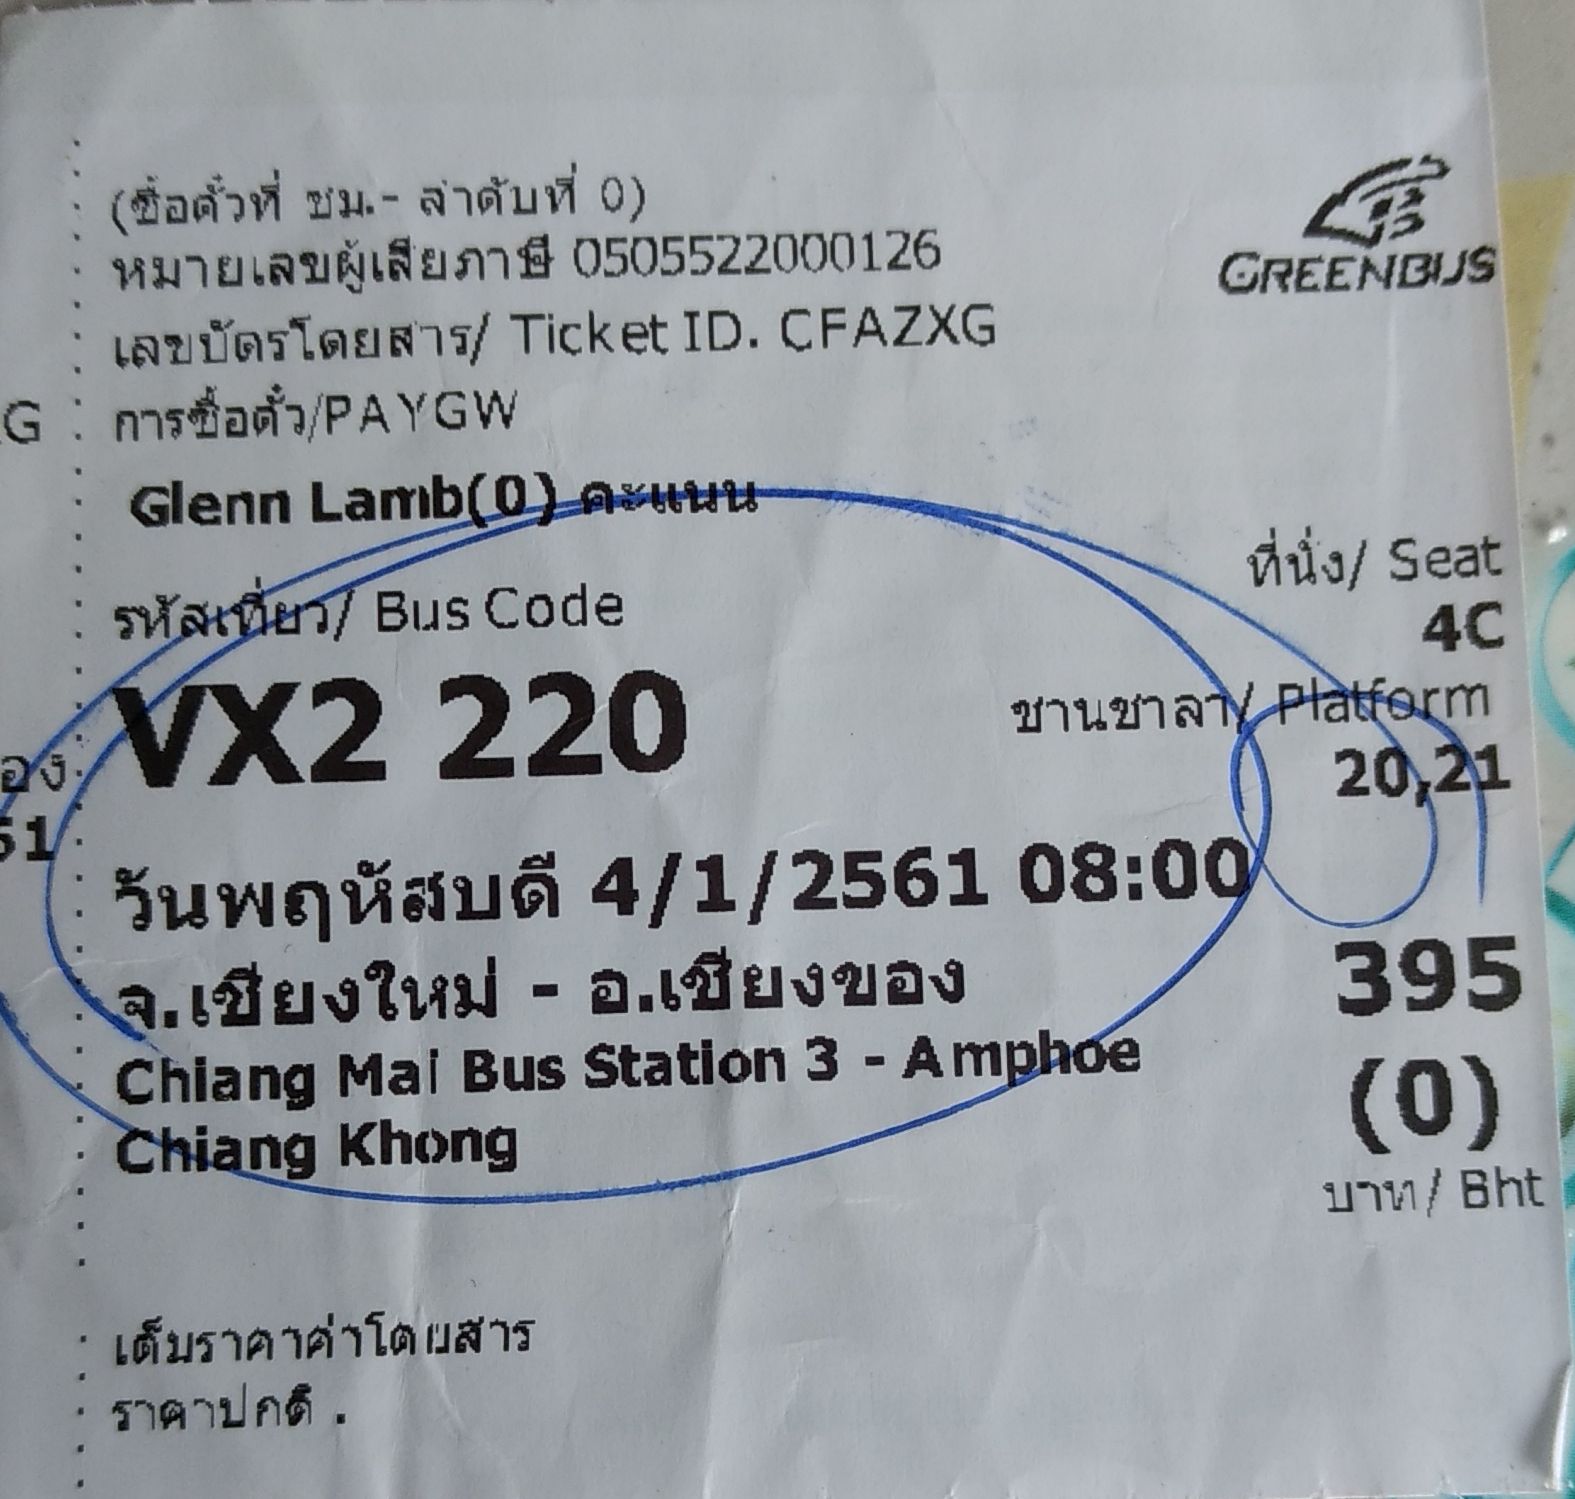 (ซื้อตั๋วที่ ชม.- ลำดับที่ 0)
หมายเลขผู้เสียภาษี 0505522000126
GREENBUS
เลขบัตรโดยสาร/ Ticket ID. CFAZXG
G
การซื้อตั๋ว/PAYGW
Glenn Lamb(0) คะแนน
รหัสเที่ยว/ Bus Code
ที่นั่ง/ Seat
4C
VX2 220
ชานชาลา/ Platform
20,21
อง
61
วันพฤหัสบดี 4/1/2561 08:00
จ.เชียงใหม่ - อ.เชียงของ
395
Chiang Mai Bus Station 3 - Amphoe
Chiang Khong
(0)
บาท/ Bht
เต็มราคาค่าโดยสาร
ราคาปกติ .